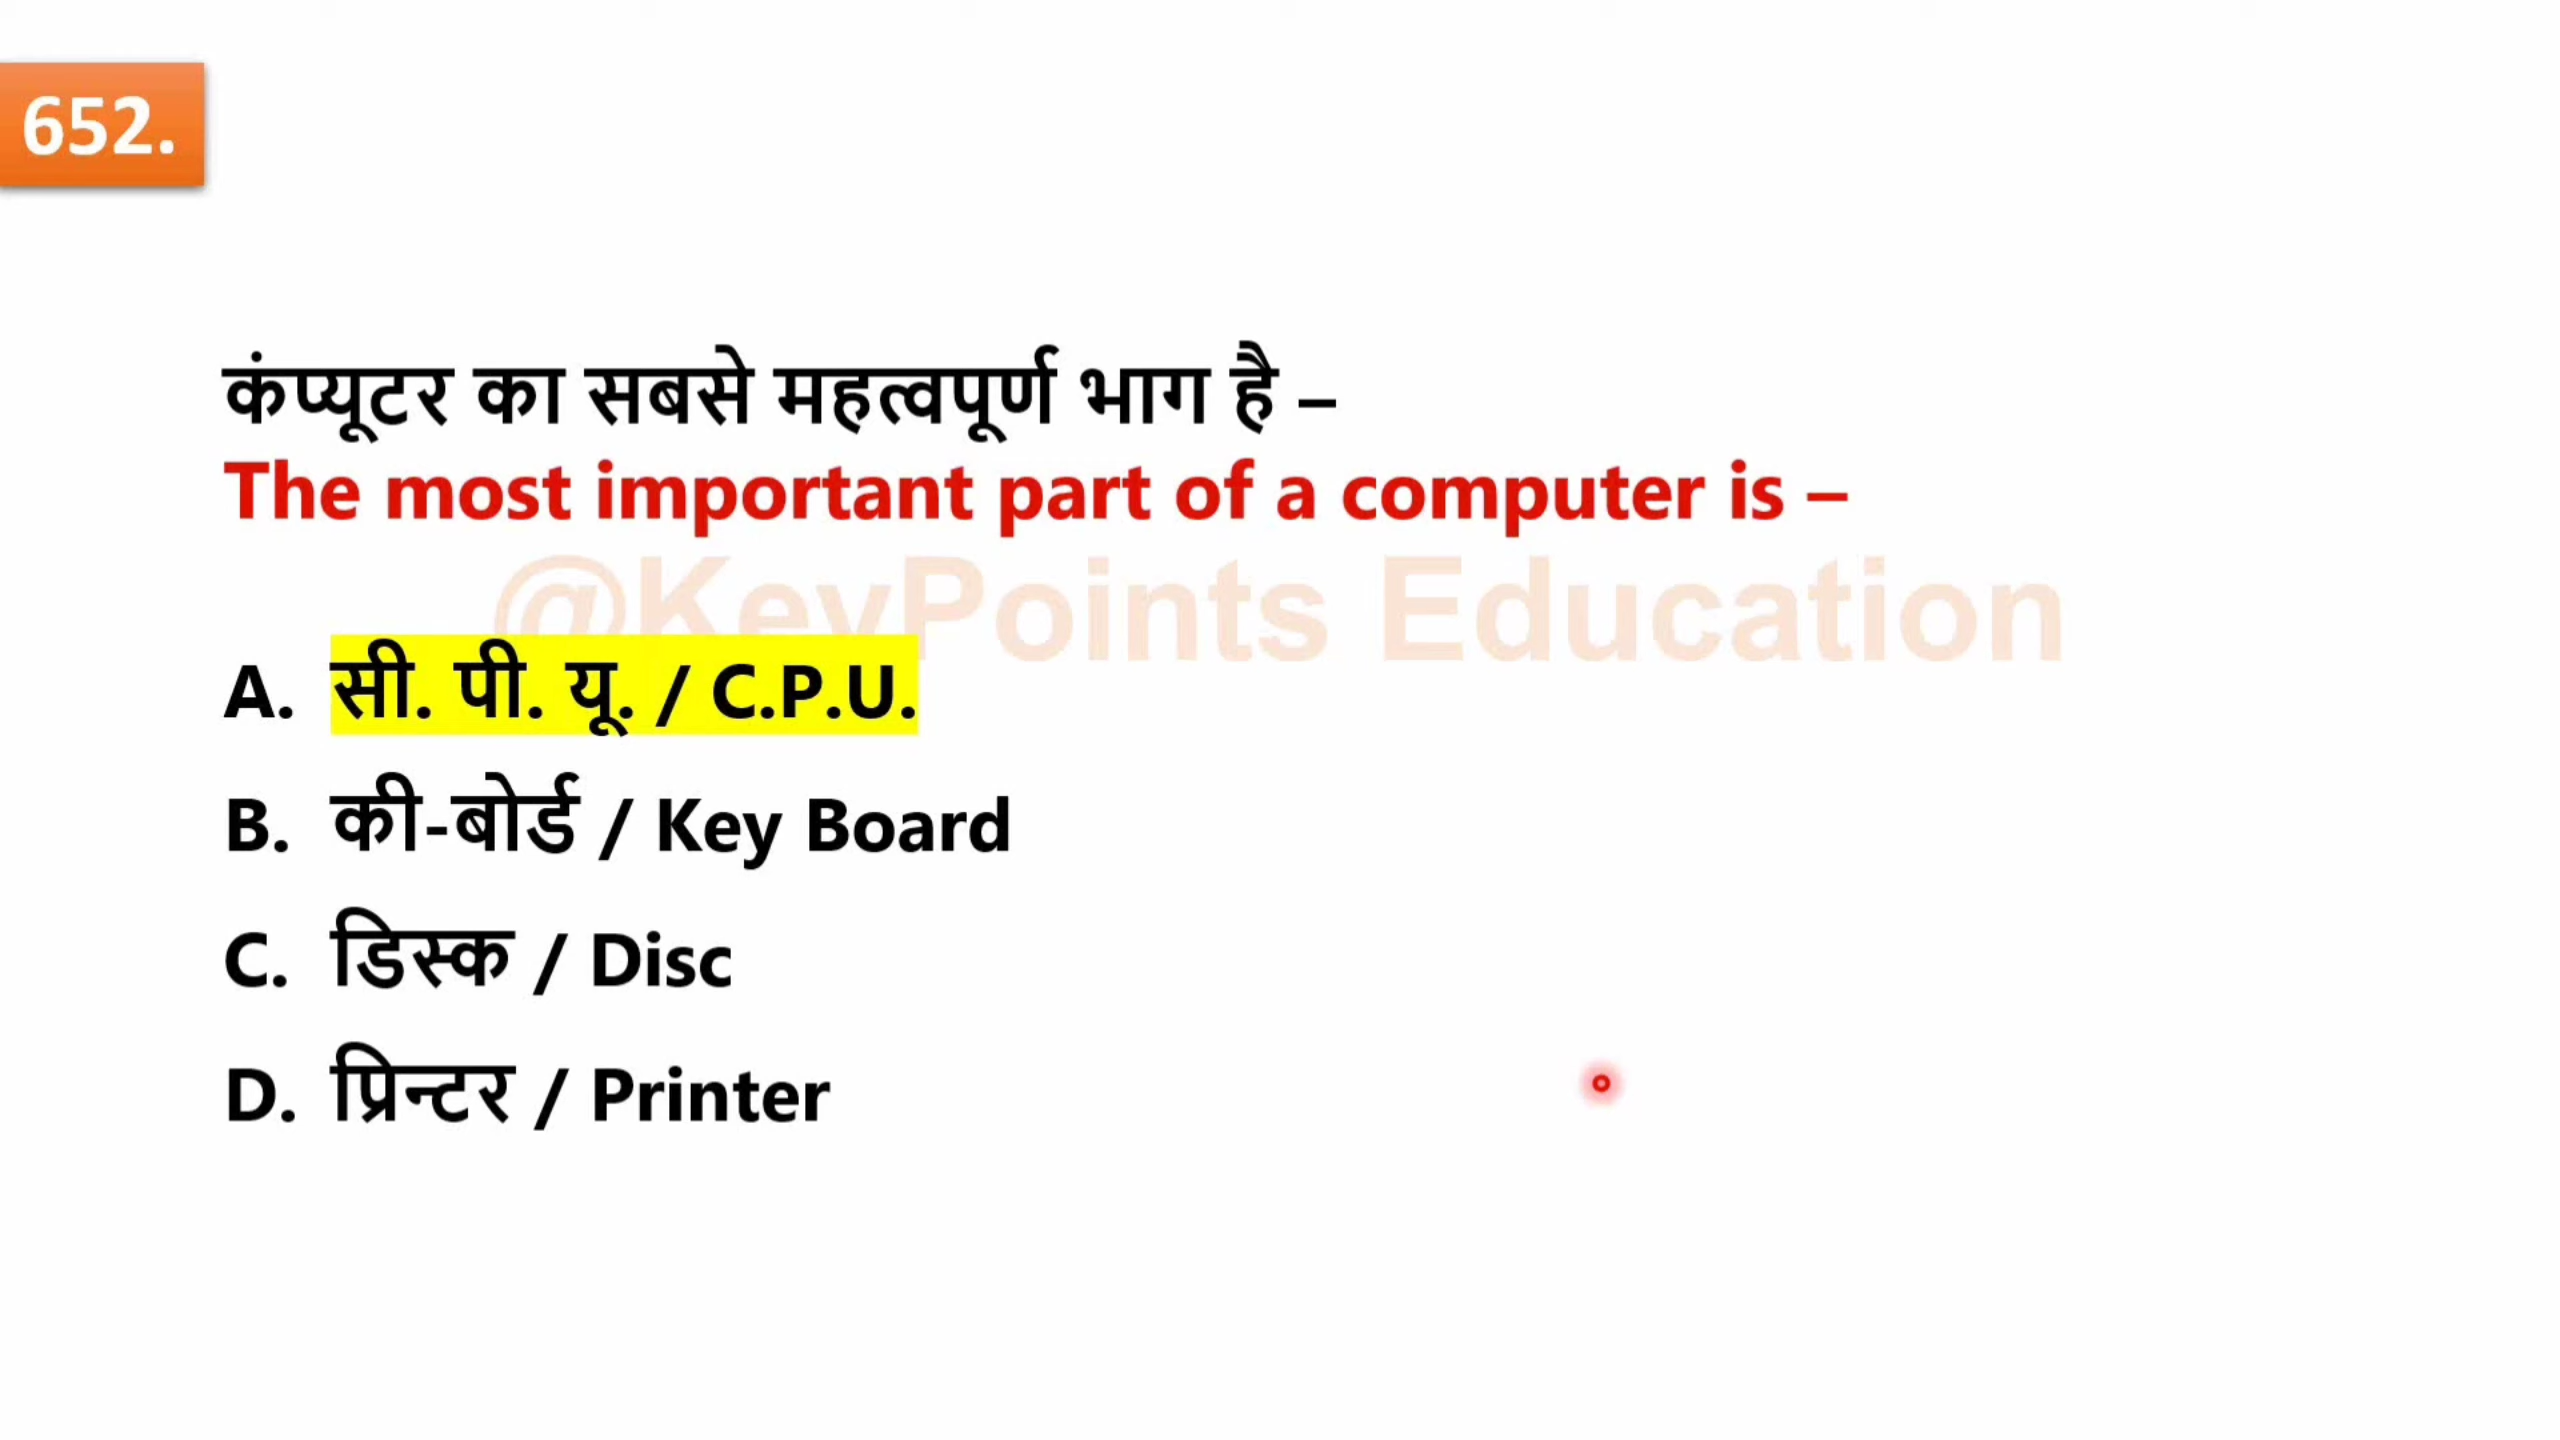 652.
कंप्यूटर का सबसे महत्वपूर्ण भाग है –
The most important part of a computer is –
@KeyPoints Education
A. सी. पी. यू. / C.P.U.
B. की-बोर्ड / Key Board
C. डिस्क / Disc
D. प्रिन्टर / Printer